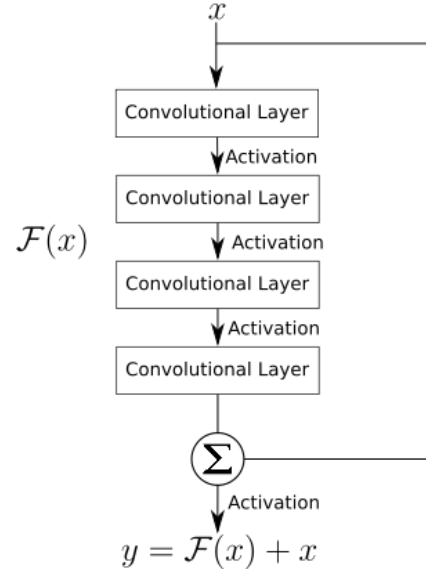 x
Convolutional Layer
Activation
Convolutional Layer
Activation
F(x)
Convolutional Layer
Activation
Convolutional Layer
Σ
Activation
y = F(x) + x